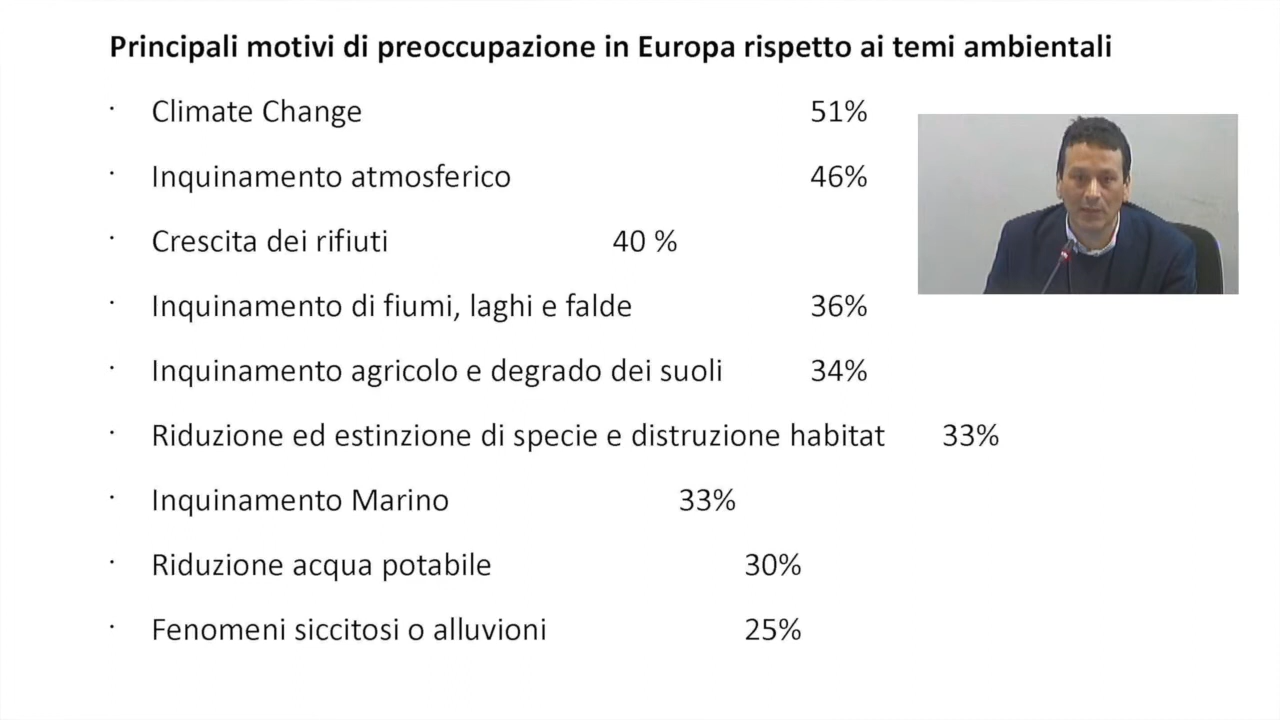 Principali motivi di preoccupazione in Europa rispetto ai temi ambientali
· Climate Change 51%
· Inquinamento atmosferico 46%
· Crescita dei rifiuti 40 %
· Inquinamento di fiumi, laghi e falde 36%
· Inquinamento agricolo e degrado dei suoli 34%
· Riduzione ed estinzione di specie e distruzione habitat 33%
· Inquinamento Marino 33%
· Riduzione acqua potabile 30%
· Fenomeni siccitosi o alluvioni 25%